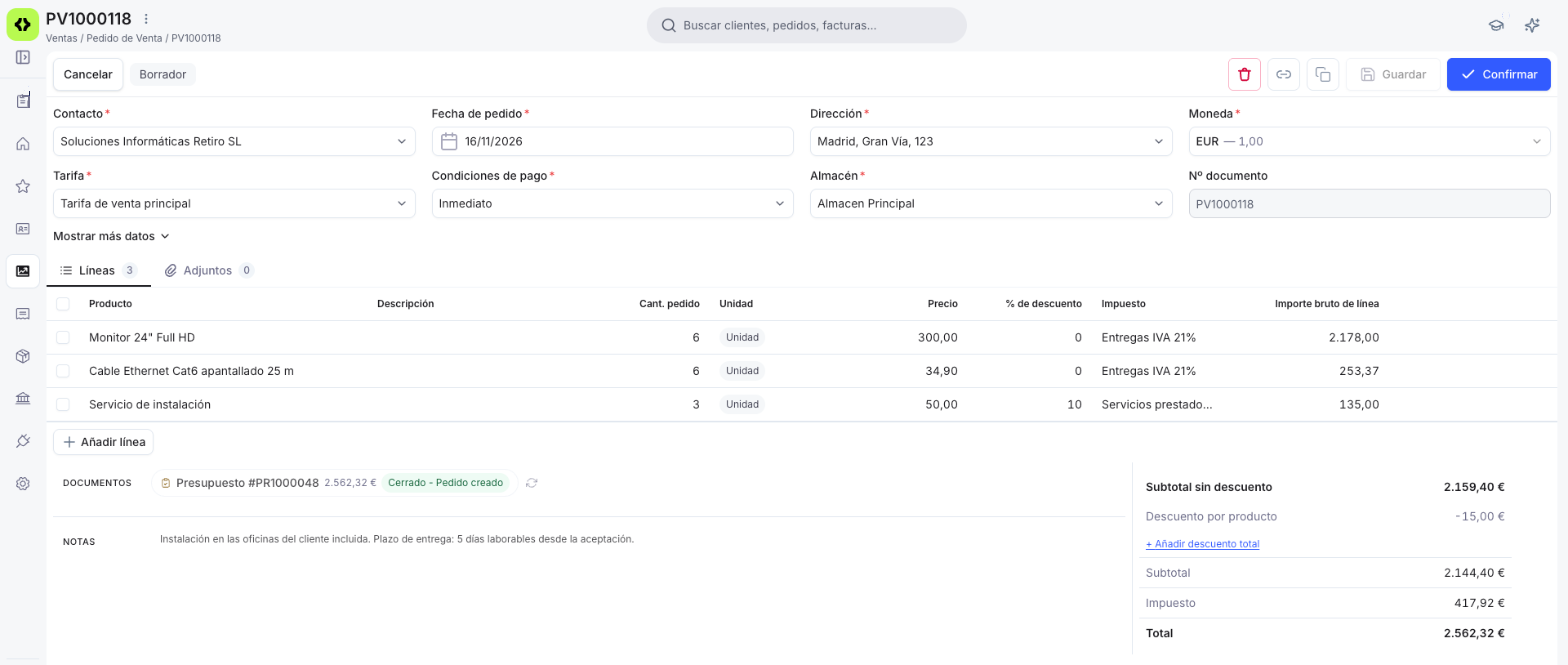 PV1000118
Ventas / Pedido de Venta / PV1000118
Buscar clientes, pedidos, facturas...
Cancelar Borrador Guardar Confirmar
Contacto* Fecha de pedido* Dirección* Moneda*
Soluciones Informáticas Retiro SL 16/11/2026 Madrid, Gran Vía, 123 EUR — 1,00
Tarifa* Condiciones de pago* Almacén* Nº documento
Tarifa de venta principal Inmediato Almacen Principal PV1000118
Mostrar más datos
Líneas 3 Adjuntos 0
Producto Descripción Cant. pedido Unidad Precio % de descuento Impuesto Importe bruto de línea
Monitor 24" Full HD 6 Unidad 300,00 0 Entregas IVA 21% 2.178,00
Cable Ethernet Cat6 apantallado 25 m 6 Unidad 34,90 0 Entregas IVA 21% 253,37
Servicio de instalación 3 Unidad 50,00 10 Servicios prestado... 135,00
+ Añadir línea
DOCUMENTOS Presupuesto #PR1000048 2.562,32 € Cerrado - Pedido creado
NOTAS Instalación en las oficinas del cliente incluida. Plazo de entrega: 5 días laborables desde la aceptación.
Subtotal sin descuento 2.159,40 €
Descuento por producto -15,00 €
+ Añadir descuento total
Subtotal 2.144,40 €
Impuesto 417,92 €
Total 2.562,32 €